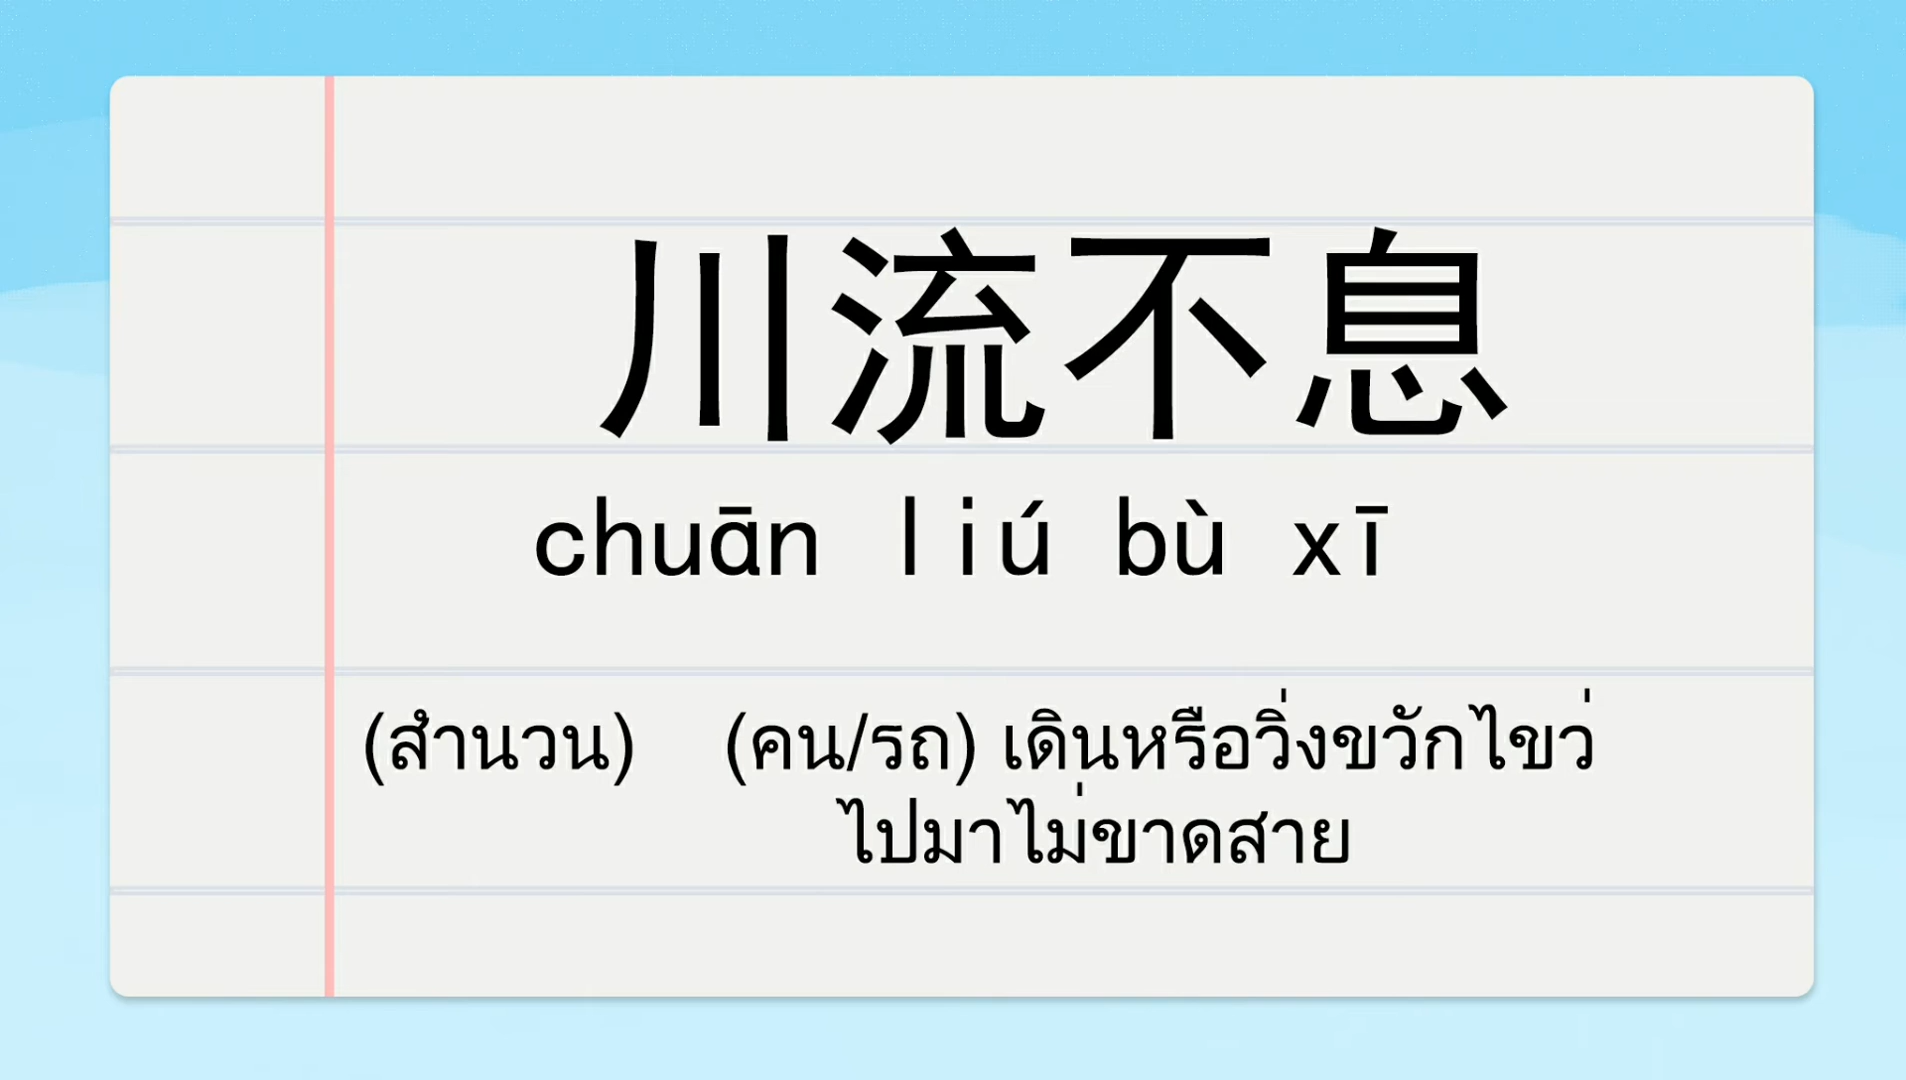 川流不息
chuān liú bù xī
(สำนวน) (คน/รถ) เดินหรือวิ่งขวักไขว่
ไปมาไม่ขาดสาย